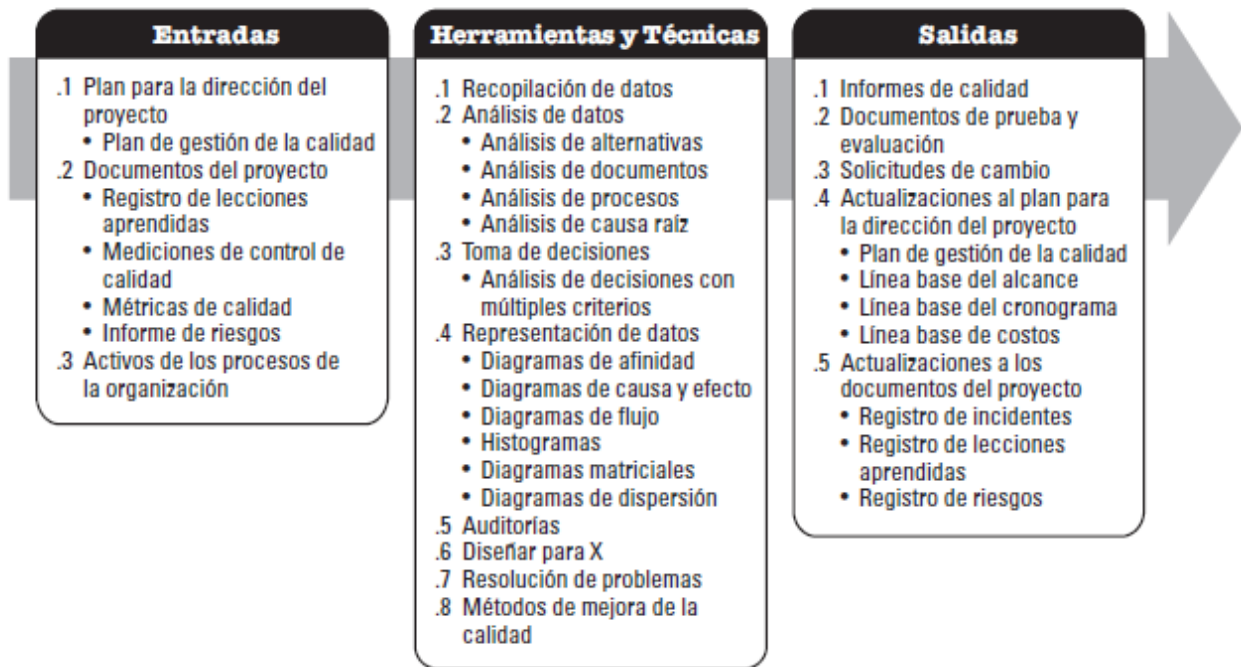 Entradas
.1 Plan para la dirección del
proyecto
• Plan de gestión de la calidad
.2 Documentos del proyecto
• Registro de lecciones
aprendidas
• Mediciones de control de
calidad
• Métricas de calidad
• Informe de riesgos
.3 Activos de los procesos de
la organización
Herramientas y Técnicas
.1 Recopilación de datos
.2 Análisis de datos
• Análisis de alternativas
• Análisis de documentos
• Análisis de procesos
• Análisis de causa raíz
.3 Toma de decisiones
• Análisis de decisiones con
múltiples criterios
.4 Representación de datos
• Diagramas de afinidad
• Diagramas de causa y efecto
• Diagramas de flujo
• Histogramas
• Diagramas matriciales
• Diagramas de dispersión
.5 Auditorías
.6 Diseñar para X
.7 Resolución de problemas
.8 Métodos de mejora de la
calidad
Salidas
.1 Informes de calidad
.2 Documentos de prueba y
evaluación
.3 Solicitudes de cambio
.4 Actualizaciones al plan para
la dirección del proyecto
• Plan de gestión de la calidad
• Línea base del alcance
• Línea base del cronograma
• Línea base de costos
.5 Actualizaciones a los
documentos del proyecto
• Registro de incidentes
• Registro de lecciones
aprendidas
• Registro de riesgos